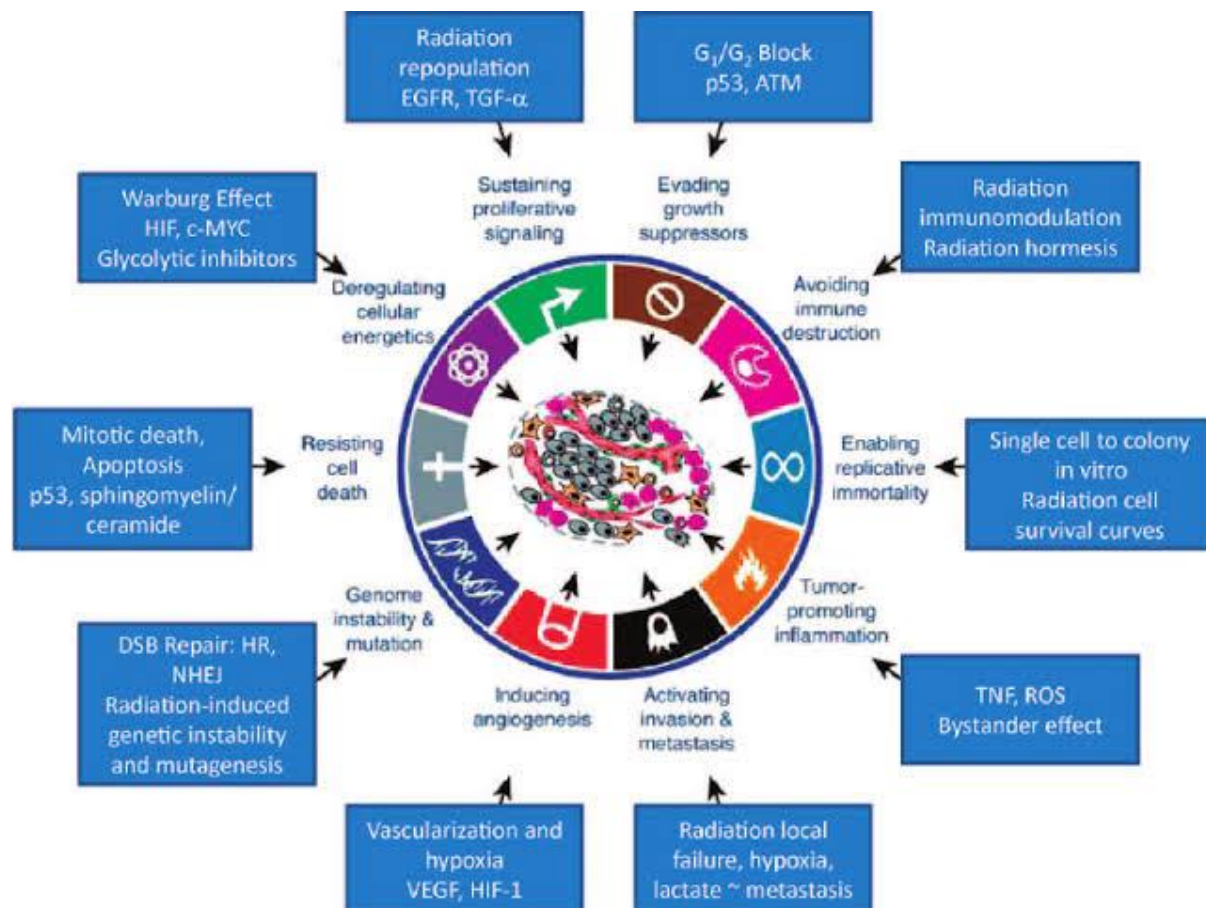 Radiation
repopulation
EGFR, TGF-α
G₁/G₂ Block
p53, ATM
Warburg Effect
HIF, c-MYC
Glycolytic inhibitors
Sustaining
proliferative
signaling
Evading
growth
suppressors
Radiation
immunomodulation
Radiation hormesis
Deregulating
cellular
energetics
Avoiding
immune
destruction
Mitotic death,
Apoptosis
p53, sphingomyelin/
ceramide
Resisting
cell
death
Enabling
replicative
immortality
Single cell to colony
in vitro
Radiation cell
survival curves
Genome
instability &
mutation
Tumor-
promoting
inflammation
DSB Repair: HR,
NHEJ
Radiation-induced
genetic instability
and mutagenesis
Inducing
angiogenesis
Activating
invasion &
metastasis
TNF, ROS
Bystander effect
Vascularization and
hypoxia
VEGF, HIF-1
Radiation local
failure, hypoxia,
lactate ~ metastasis